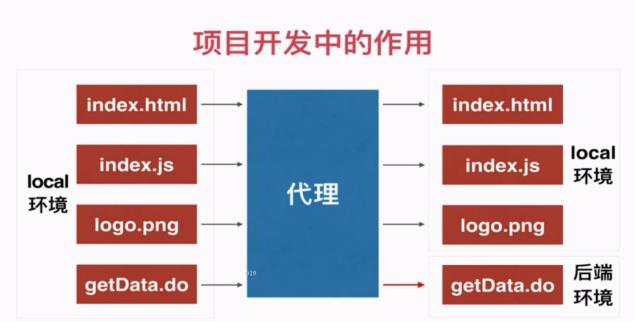 项目开发中的作用
index.html
index.html
index.js
local
环境
index.js
local
环境
代理
logo.png
logo.png
019
getData.do
getData.do
后端
环境